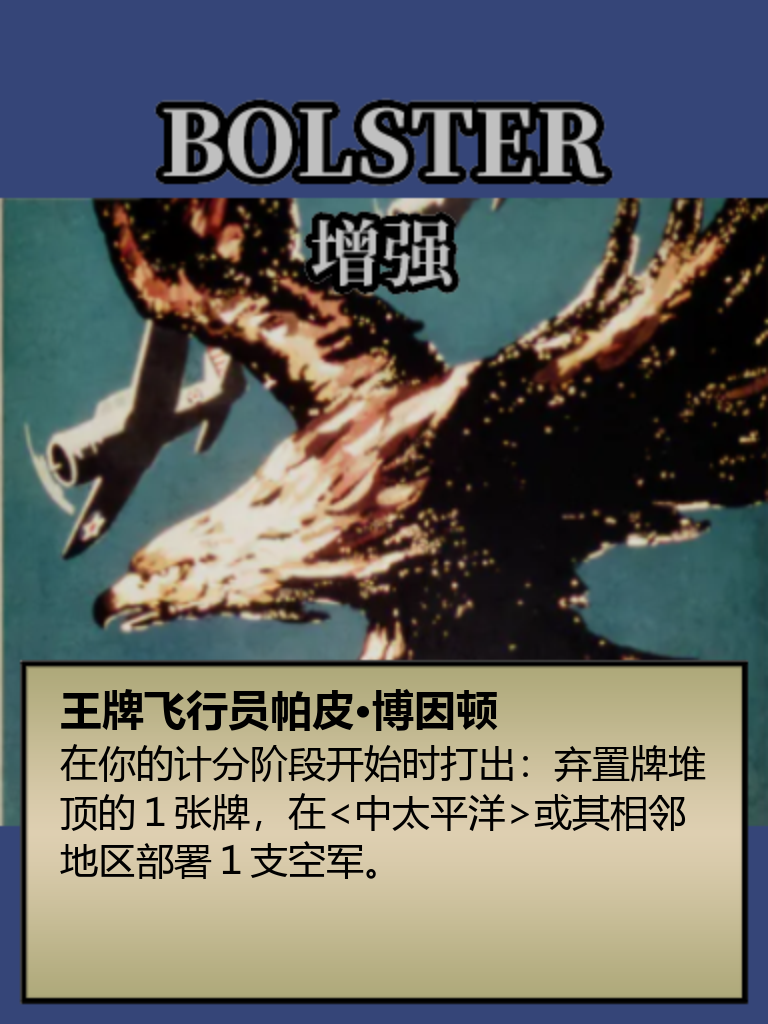 BOLSTER
增强
王牌飞行员帕皮•博因顿
在你的计分阶段开始时打出：弃置牌堆
顶的1张牌，在<中太平洋>或其相邻
地区部署1支空军。